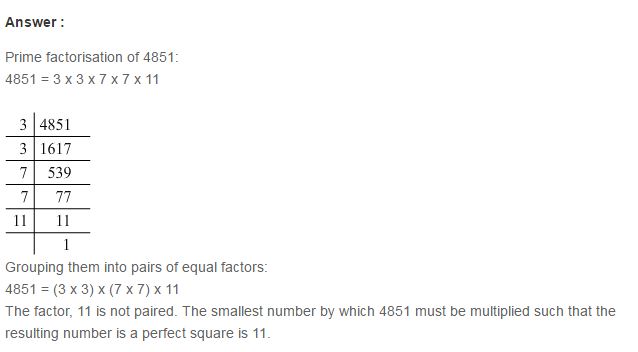 Answer :
Prime factorisation of 4851:
4851 = 3 x 3 x 7 x 7 x 11
3 4851
3 1617
7 539
7 77
11 11
1
Grouping them into pairs of equal factors:
4851 = (3 x 3) x (7 x 7) x 11
The factor, 11 is not paired. The smallest number by which 4851 must be multiplied such that the
resulting number is a perfect square is 11.